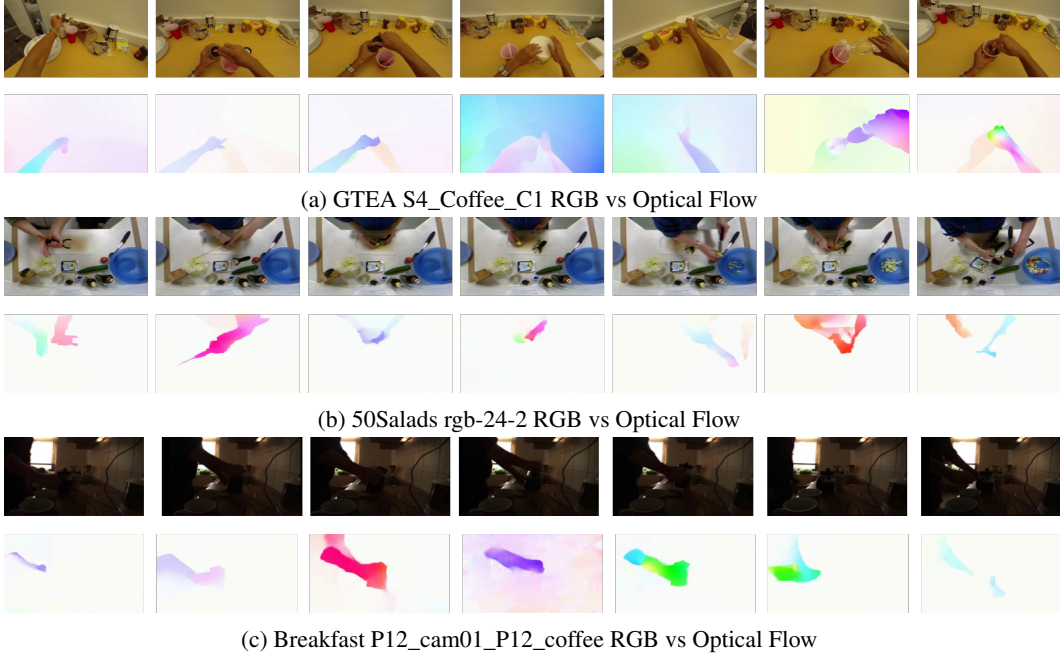 (a) GTEA S4_Coffee_C1 RGB vs Optical Flow
(b) 50Salads rgb-24-2 RGB vs Optical Flow
(c) Breakfast P12_cam01_P12_coffee RGB vs Optical Flow